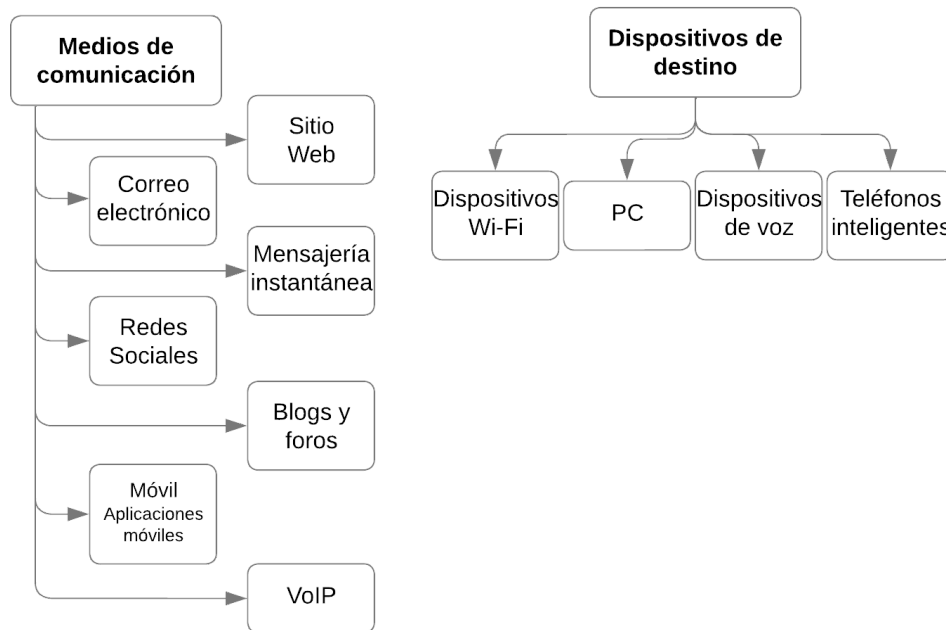 Medios de
comunicación
Sitio
Web
Correo
electrónico
Mensajería
instantánea
Redes
Sociales
Blogs y
foros
Móvil
Aplicaciones
móviles
VoIP
Dispositivos de
destino
Dispositivos
Wi-Fi
PC
Dispositivos
de voz
Teléfonos
inteligentes